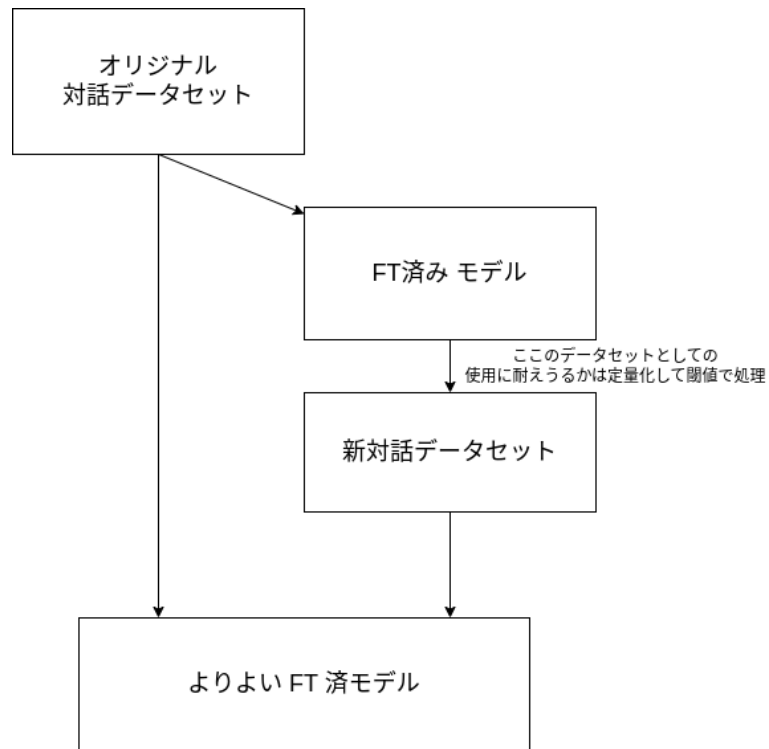 オリジナル
対話データセット
FT済み モデル
ここのデータセットとしての
使用に耐えうるかは定量化して閾値で処理
新対話データセット
よりよい FT 済モデル